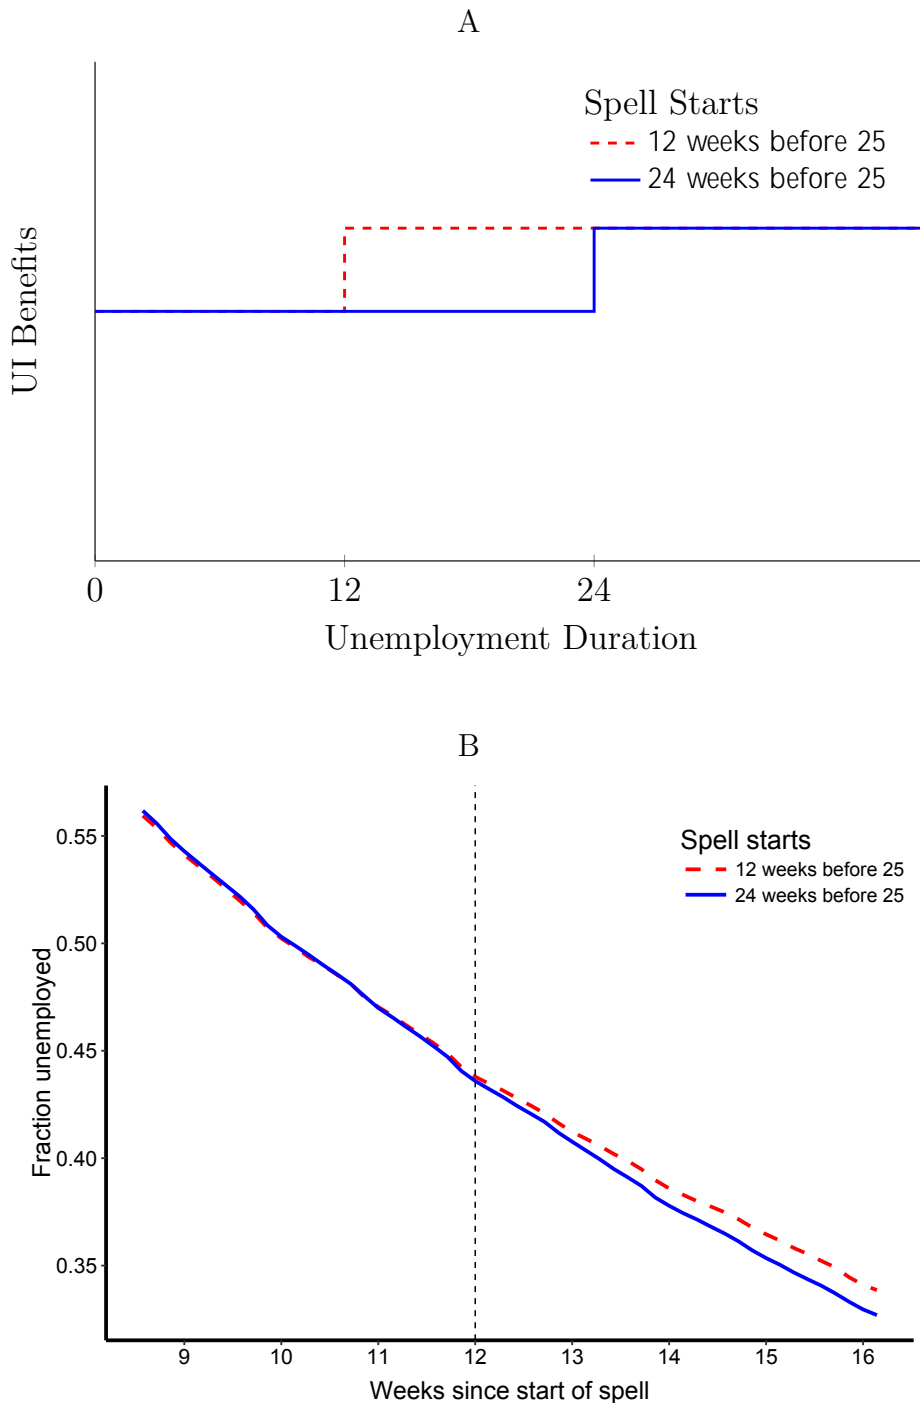 A
Spell Starts
12 weeks before 25
24 weeks before 25
UI Benefits
0 12 24
Unemployment Duration
B
0.55
0.50
0.45
0.40
0.35
Fraction unemployed
Spell starts
12 weeks before 25
24 weeks before 25
9 10 11 12 13 14 15 16
Weeks since start of spell